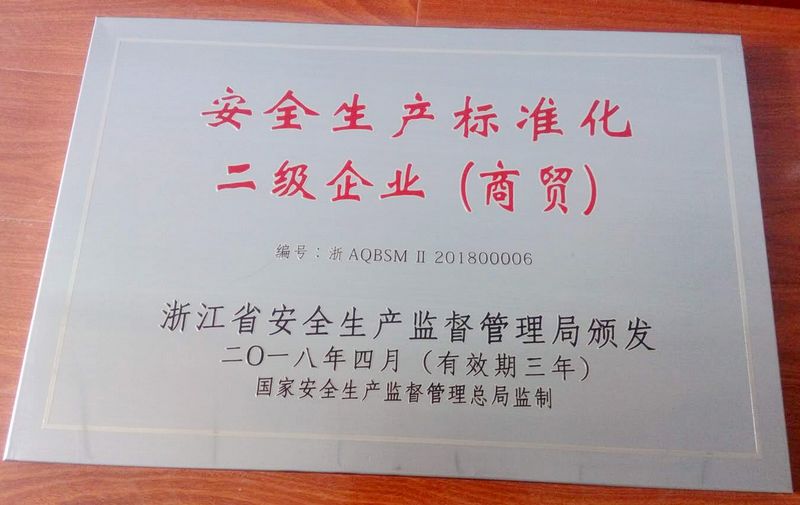 安全生产标准化
二级企业（商贸）
编号：浙 AQBSM II 201800006
浙江省安全生产监督管理局颁发
二〇一八年四月（有效期三年）
国家安全生产监督管理总局监制